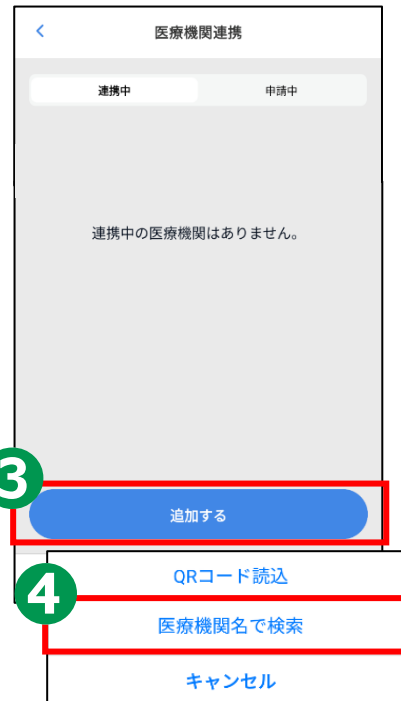 医療機関連携
連携中 申請中
連携中の医療機関はありません。
3
追加する
QRコード読込
4
医療機関名で検索
キャンセル